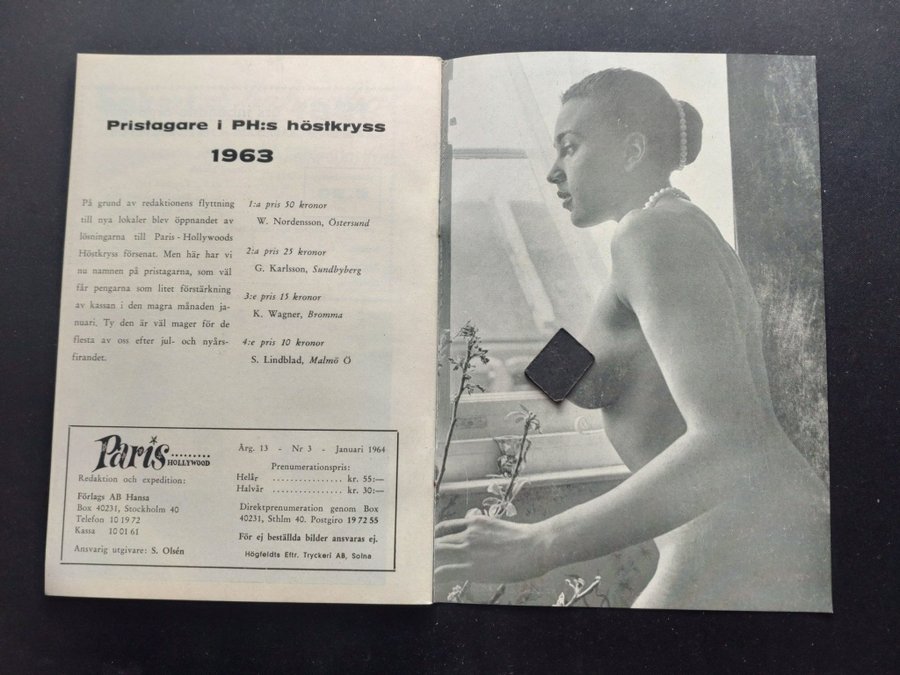 Pristagare i PH:s höstkryss
1963
På grund av redaktionens flyttning
till nya lokaler blev öppnandet av
lösningarna till Paris - Hollywoods
Höstkryss försenat. Men här har vi
nu namnen på pristagarna, som väl
får pengarna som litet förstärkning
av kassan i den magra månaden ja-
nuari. Ty den är väl mager för de
flesta av oss efter jul- och nyårs-
firandet.
1:a pris 50 kronor
W. Nordensson, Östersund
2:a pris 25 kronor
G. Karlsson, Sundbyberg
3:e pris 15 kronor
K. Wagner, Bromma
4:e pris 10 kronor
S. Lindblad, Malmö Ö
Paris HOLLYWOOD
Redaktion och expedition:
Förlags AB Hansa
Box 40231, Stockholm 40
Telefon 10 19 72
Kassa 10 01 61
Ansvarig utgivare: S. Olsén
Årg. 13 - Nr 3 - Januari 1964
Prenumerationspris:
Helår ................ kr. 55:—
Halvår ............... kr. 30:—
Direktprenumeration genom Box
40231, Sthlm 40. Postgiro 19 72 55
För ej beställda bilder ansvaras ej.
Högfeldts Eftr. Tryckeri AB, Solna